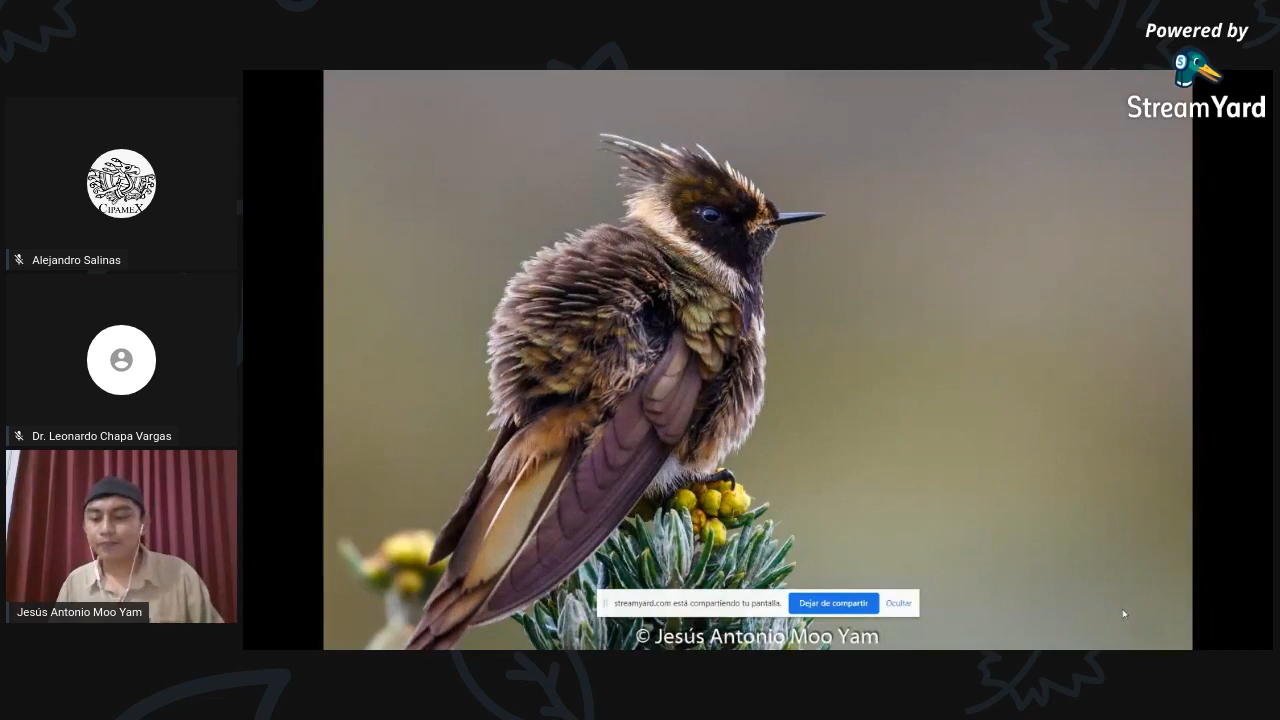 Powered by
StreamYard
CIPAMEX
Alejandro Salinas
Dr. Leonardo Chapa Vargas
Jesús Antonio Moo Yam
streamyard.com está compartiendo tu pantalla.
Dejar de compartir
Ocultar
© Jesús Antonio Moo Yam